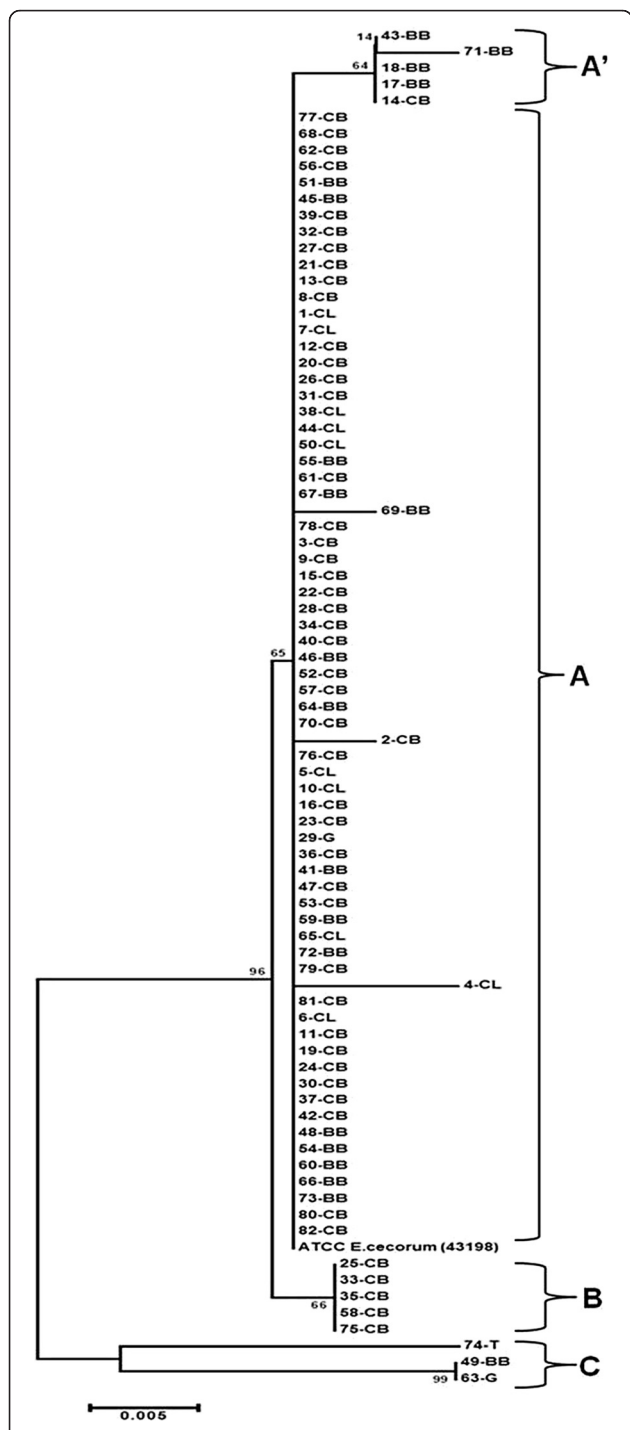 14 43-BB
71-BB
64 18-BB
17-BB
14-CB
A'
77-CB
68-CB
62-CB
56-CB
51-BB
45-BB
39-CB
32-CB
27-CB
21-CB
13-CB
8-CB
1-CL
7-CL
12-CB
20-CB
26-CB
31-CB
38-CL
44-CL
50-CL
55-BB
61-CB
67-BB
69-BB
78-CB
3-CB
9-CB
15-CB
22-CB
28-CB
34-CB
40-CB
46-BB
65 52-CB
57-CB
64-BB
70-CB
2-CB
76-CB
5-CL
10-CL
16-CB
23-CB
29-G
36-CB
41-BB
47-CB
53-CB
59-BB
65-CL
72-BB
79-CB
96
4-CL
81-CB
6-CL
11-CB
19-CB
24-CB
30-CB
37-CB
42-CB
48-BB
54-BB
60-BB
66-BB
73-BB
80-CB
82-CB
ATCC E.cecorum (43198)
A
25-CB
33-CB
35-CB
66 58-CB
75-CB
B
74-T
49-BB
99 63-G
C
0.005